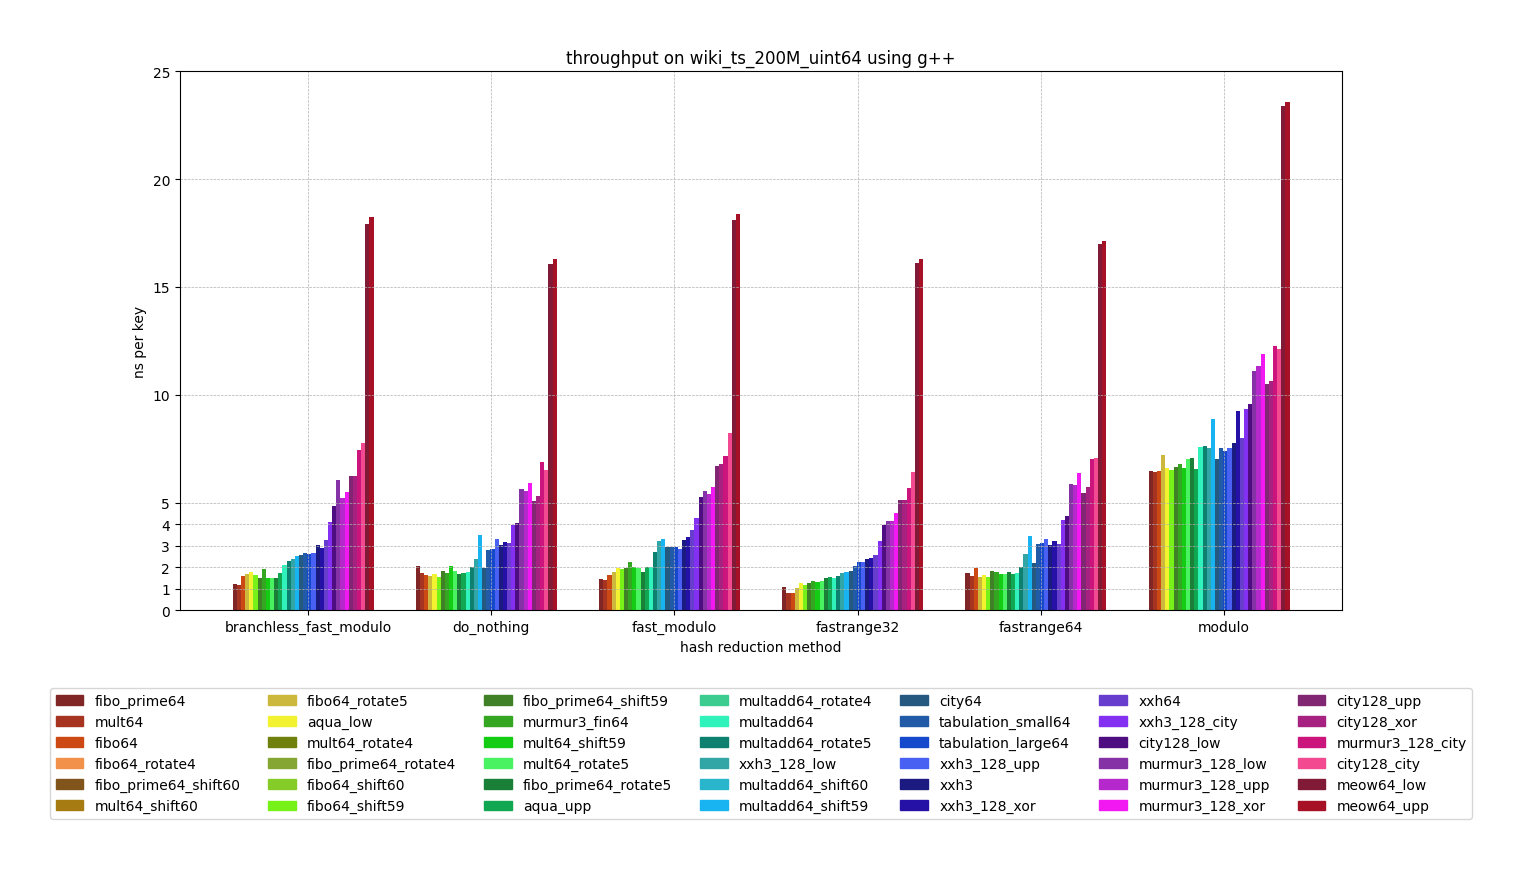 throughput on wiki_ts_200M_uint64 using g++
25
20
15
10
5
4
3
2
1
0
ns per key
branchless_fast_modulo do_nothing fast_modulo fastrange32 fastrange64 modulo
hash reduction method
fibo_prime64 fibo64_rotate5 fibo_prime64_shift59 multadd64_rotate4 city64 xxh64 city128_upp
mult64 aqua_low murmur3_fin64 multadd64 tabulation_small64 xxh3_128_city city128_xor
fibo64 mult64_rotate4 mult64_shift59 multadd64_rotate5 tabulation_large64 city128_low murmur3_128_city
fibo64_rotate4 fibo_prime64_rotate4 mult64_rotate5 xxh3_128_low xxh3_128_upp murmur3_128_low city128_city
fibo_prime64_shift60 fibo64_shift60 fibo_prime64_rotate5 multadd64_shift60 xxh3 murmur3_128_upp meow64_low
mult64_shift60 fibo64_shift59 aqua_upp multadd64_shift59 xxh3_128_xor murmur3_128_xor meow64_upp